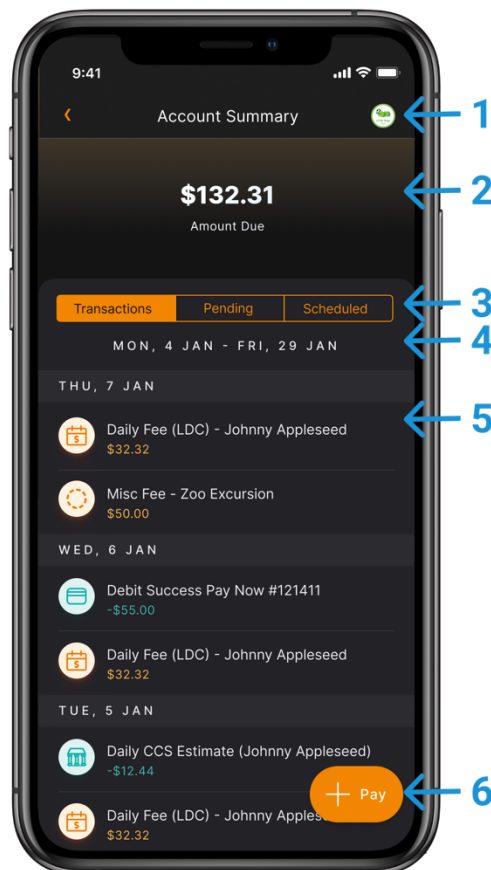 9:41
Account Summary
1
$132.31
2
Amount Due
Transactions Pending Scheduled
3
MON, 4 JAN - FRI, 29 JAN
4
THU, 7 JAN
5
Daily Fee (LDC) - Johnny Appleseed
$32.32
Misc Fee - Zoo Excursion
$50.00
WED, 6 JAN
Debit Success Pay Now #121411
-$55.00
Daily Fee (LDC) - Johnny Appleseed
$32.32
TUE, 5 JAN
Daily CCS Estimate (Johnny Appleseed)
-$12.44
Pay
6
Daily Fee (LDC) - Johnny
$32.32